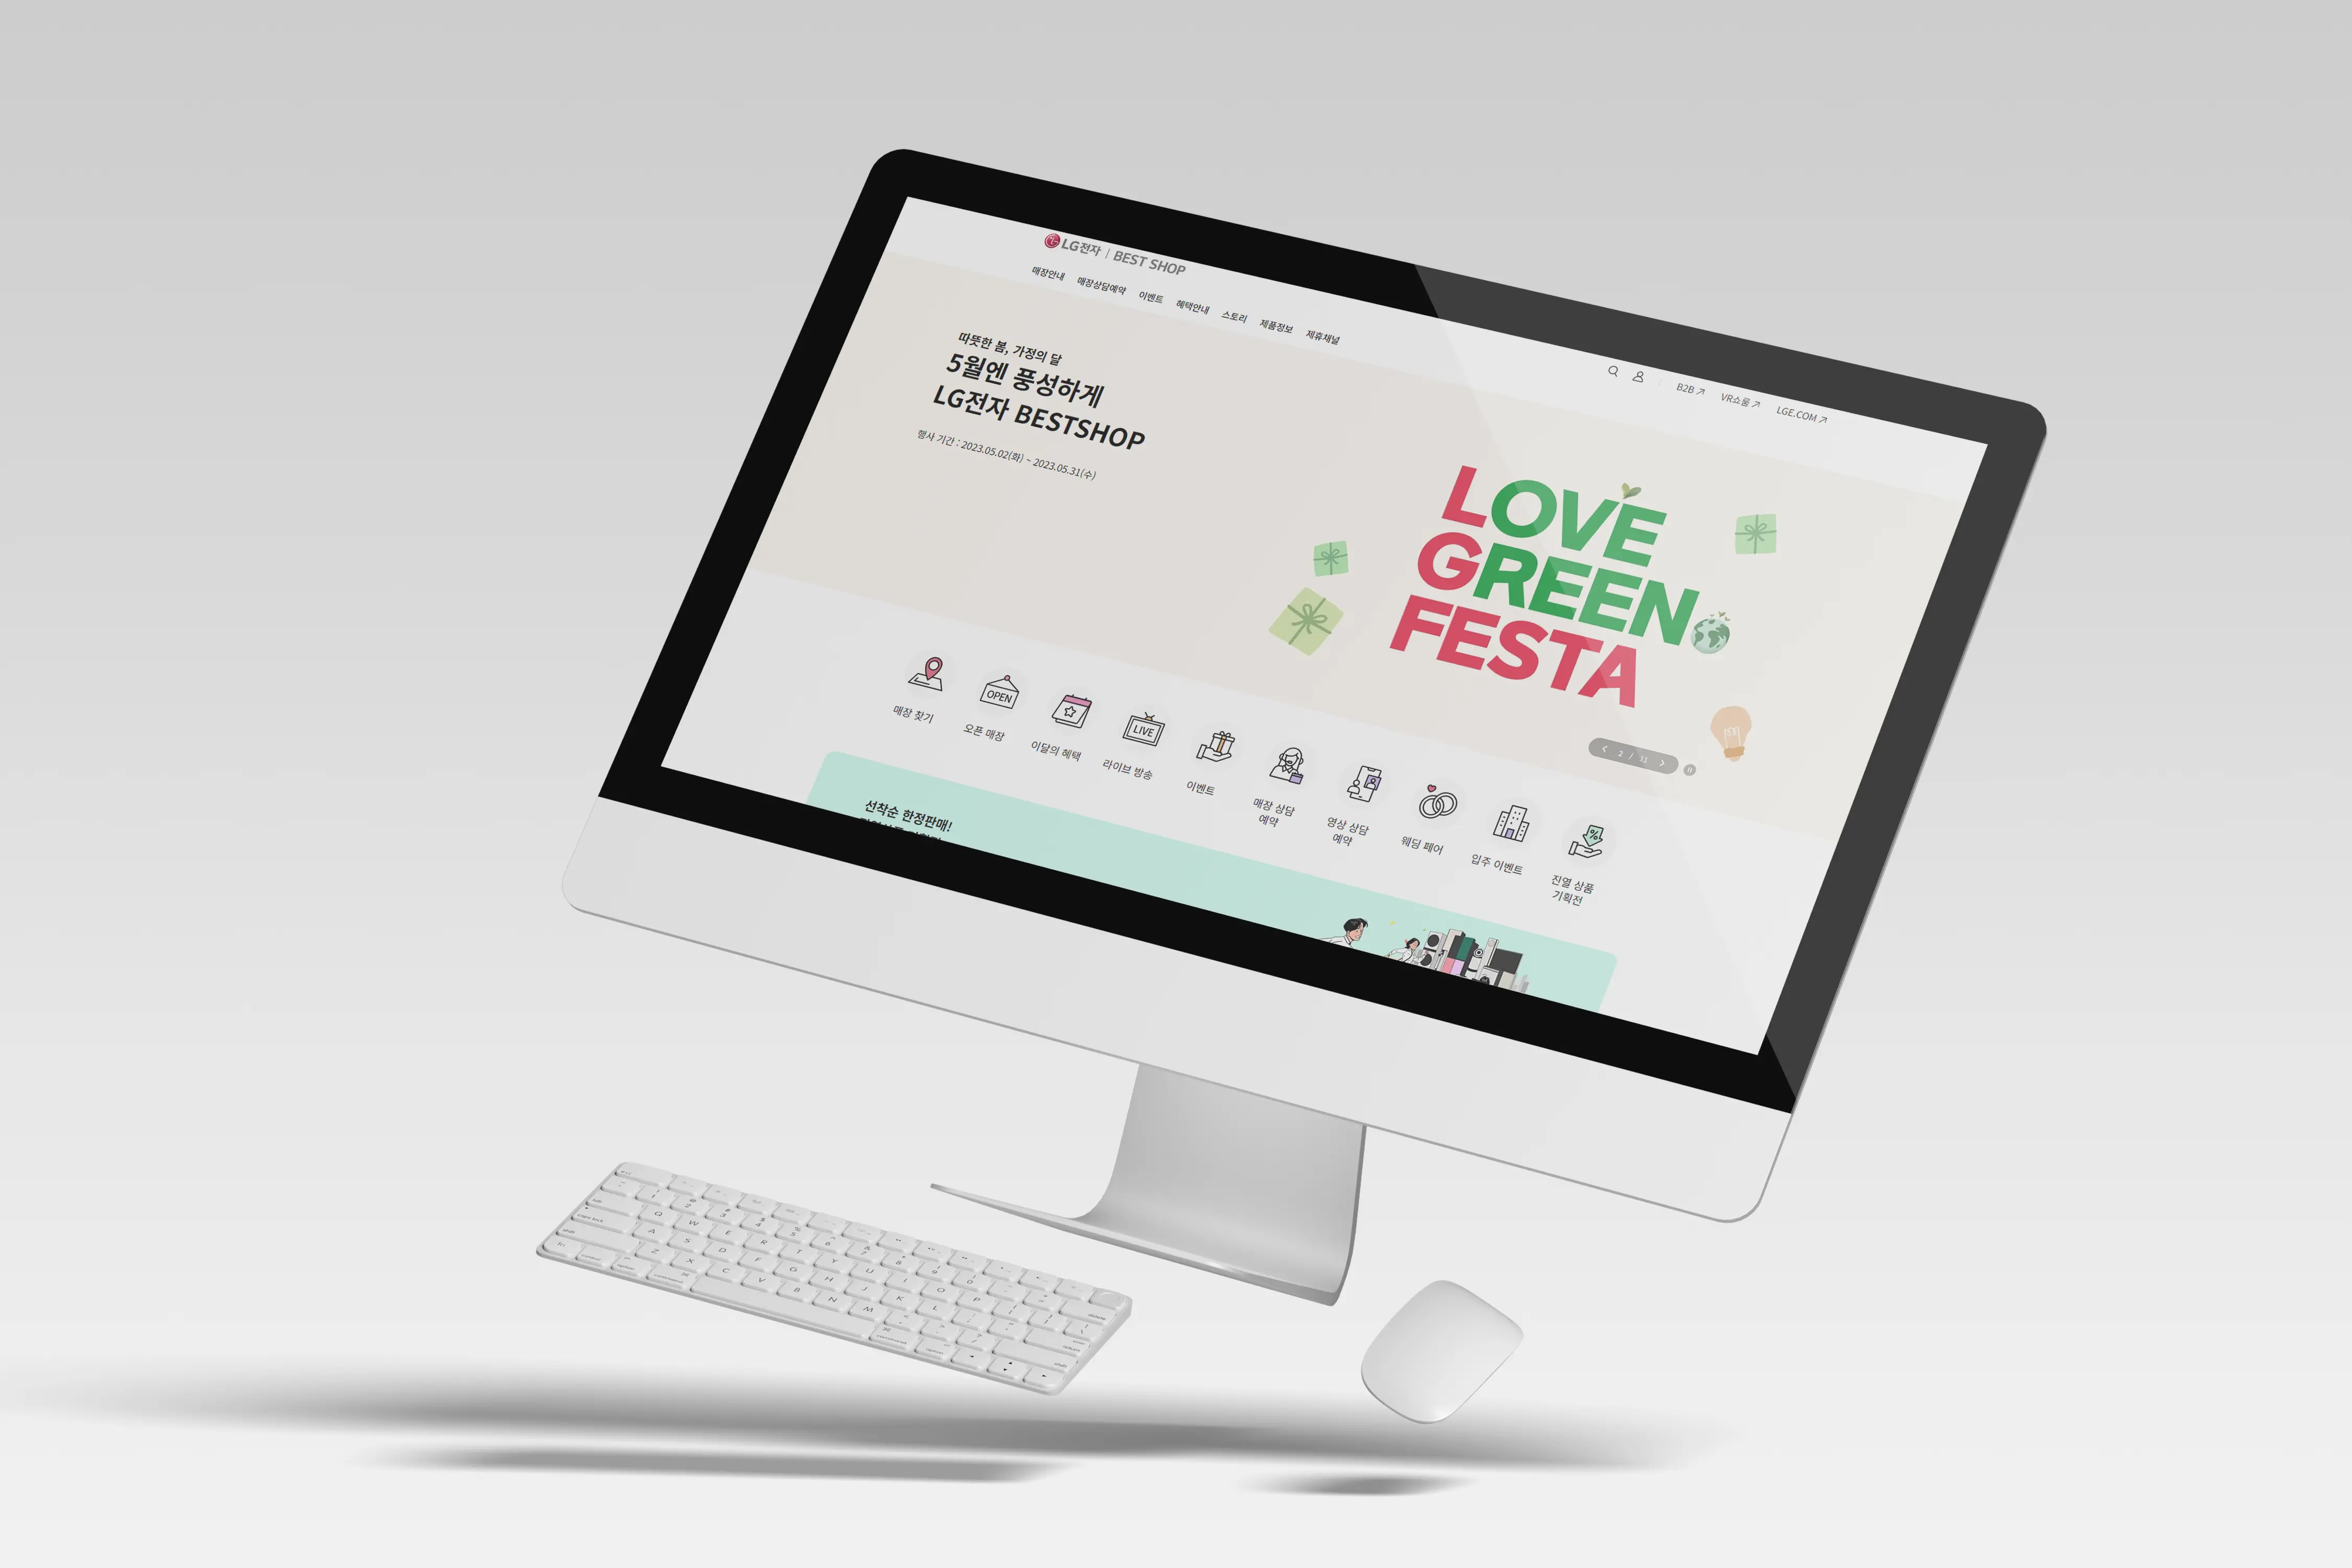 LG전자 | BEST SHOP
매장안내 매장상담예약 이벤트 혜택안내 스토리 제품정보 제휴채널
B2B VR쇼룸 LGE.COM
따뜻한 봄, 가정의 달
5월엔 풍성하게
LG전자 BESTSHOP
행사 기간 : 2023.05.02(화) ~ 2023.05.31(수)
LOVE
GREEN
FESTA
2 / 11
OPEN
LIVE
매장 찾기
오픈 매장
이달의 혜택
라이브 방송
이벤트
매장 상담
예약
영상 상담
예약
웨딩 페어
입주 이벤트
진열 상품
기획전
선착순 한정판매!
Q W E R T Y U I O P
A S D F G H J K L
Z X C V B N M